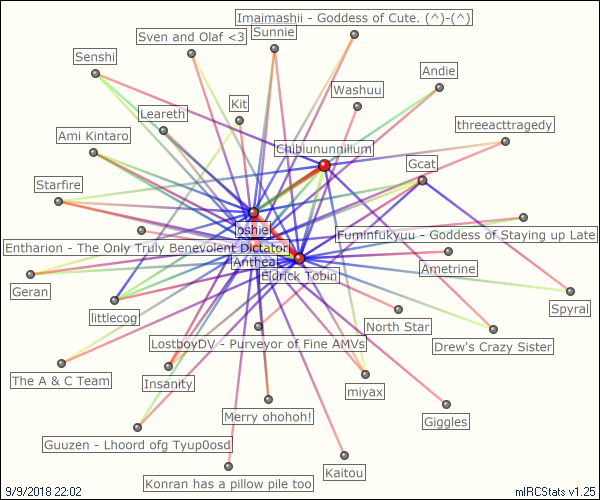 Imaimashii - Goddess of Cute. (^)-(^)
Sven and Olaf <3
Sunnie
Senshi
Andie
Washuu
Kit
Leareth
threeacttragedy
Ami Kintaro
Chibiununnilium
Gcat
Starfire
Joshie
Fuminfukyuu - Goddess of Staying up Late
Entharion - The Only Truly Benevolent Dictator
Antheal
Eldrick Tobin
Ametrine
Geran
Spyral
littlecog
North Star
LostboyDV - Purveyor of Fine AMVs
Drew's Crazy Sister
The A & C Team
Insanity
miyax
Merry ohohoh!
Giggles
Guuzen - Lhoord ofg Tyup0osd
Kaitou
Konran has a pillow pile too
9/9/2018 22:02
mIRCStats v1.25